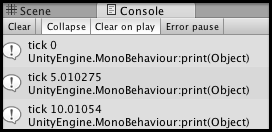 Scene Console
Clear Collapse Clear on play Error pause
tick 0
UnityEngine.MonoBehaviour:print(Object)
tick 5.010275
UnityEngine.MonoBehaviour:print(Object)
tick 10.01054
UnityEngine.MonoBehaviour:print(Object)